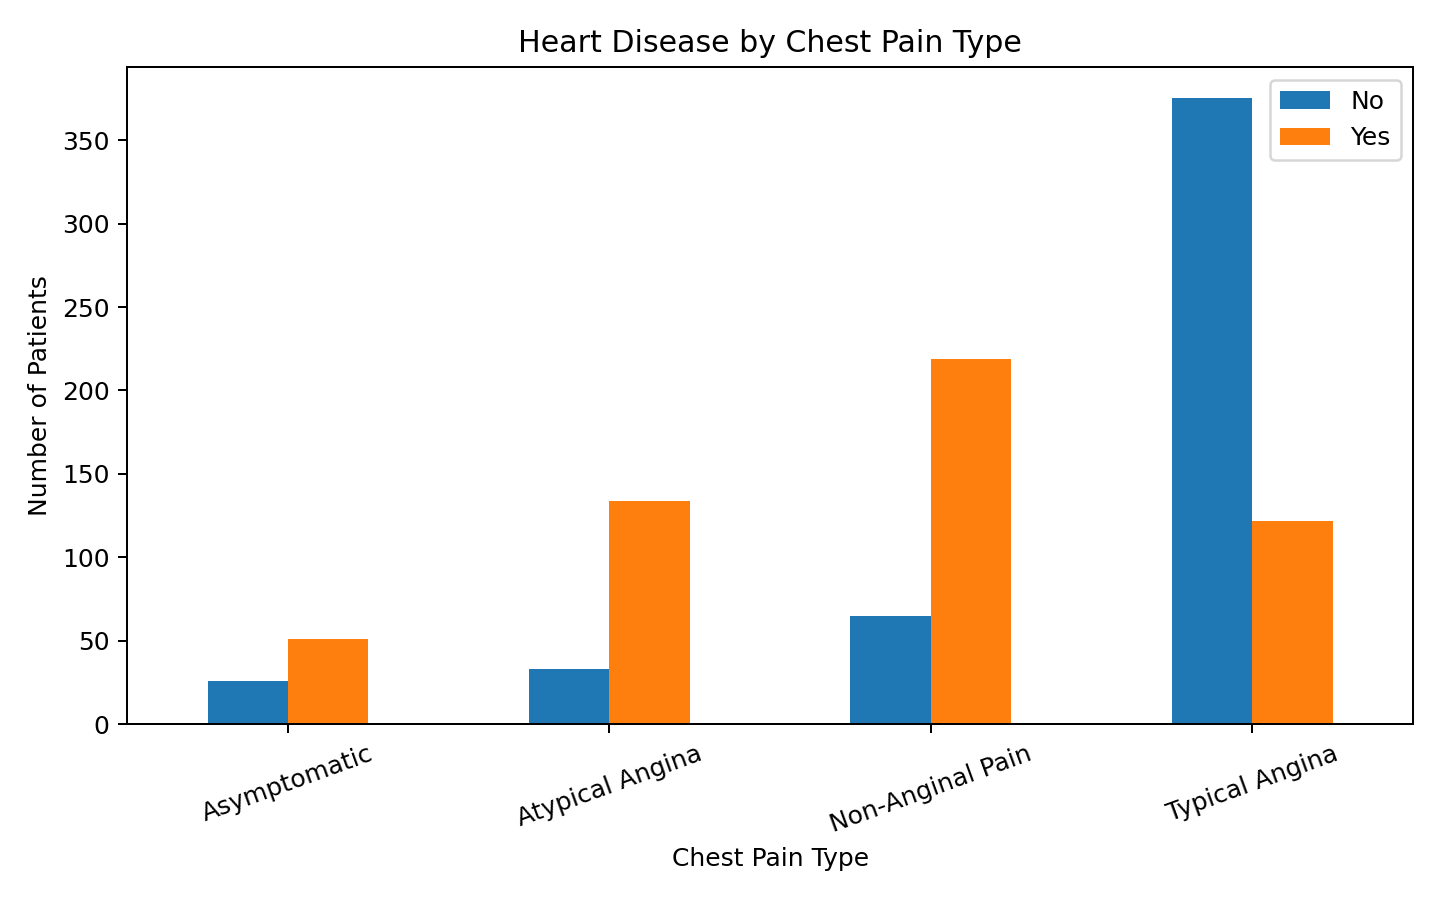 Heart Disease by Chest Pain Type
No
Yes
Number of Patients
350
300
250
200
150
100
50
0
Asymptomatic
Atypical Angina
Non-Anginal Pain
Typical Angina
Chest Pain Type